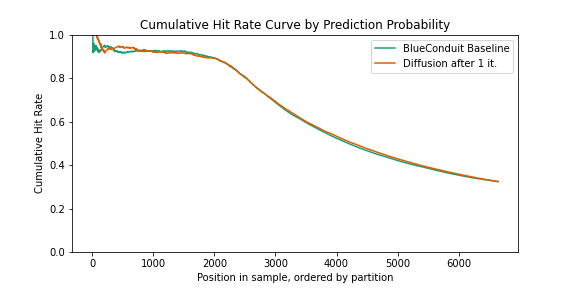 Cumulative Hit Rate Curve by Prediction Probability
BlueConduit Baseline
Diffusion after 1 it.
Cumulative Hit Rate
1.0
0.8
0.6
0.4
0.2
0.0
0 1000 2000 3000 4000 5000 6000
Position in sample, ordered by partition